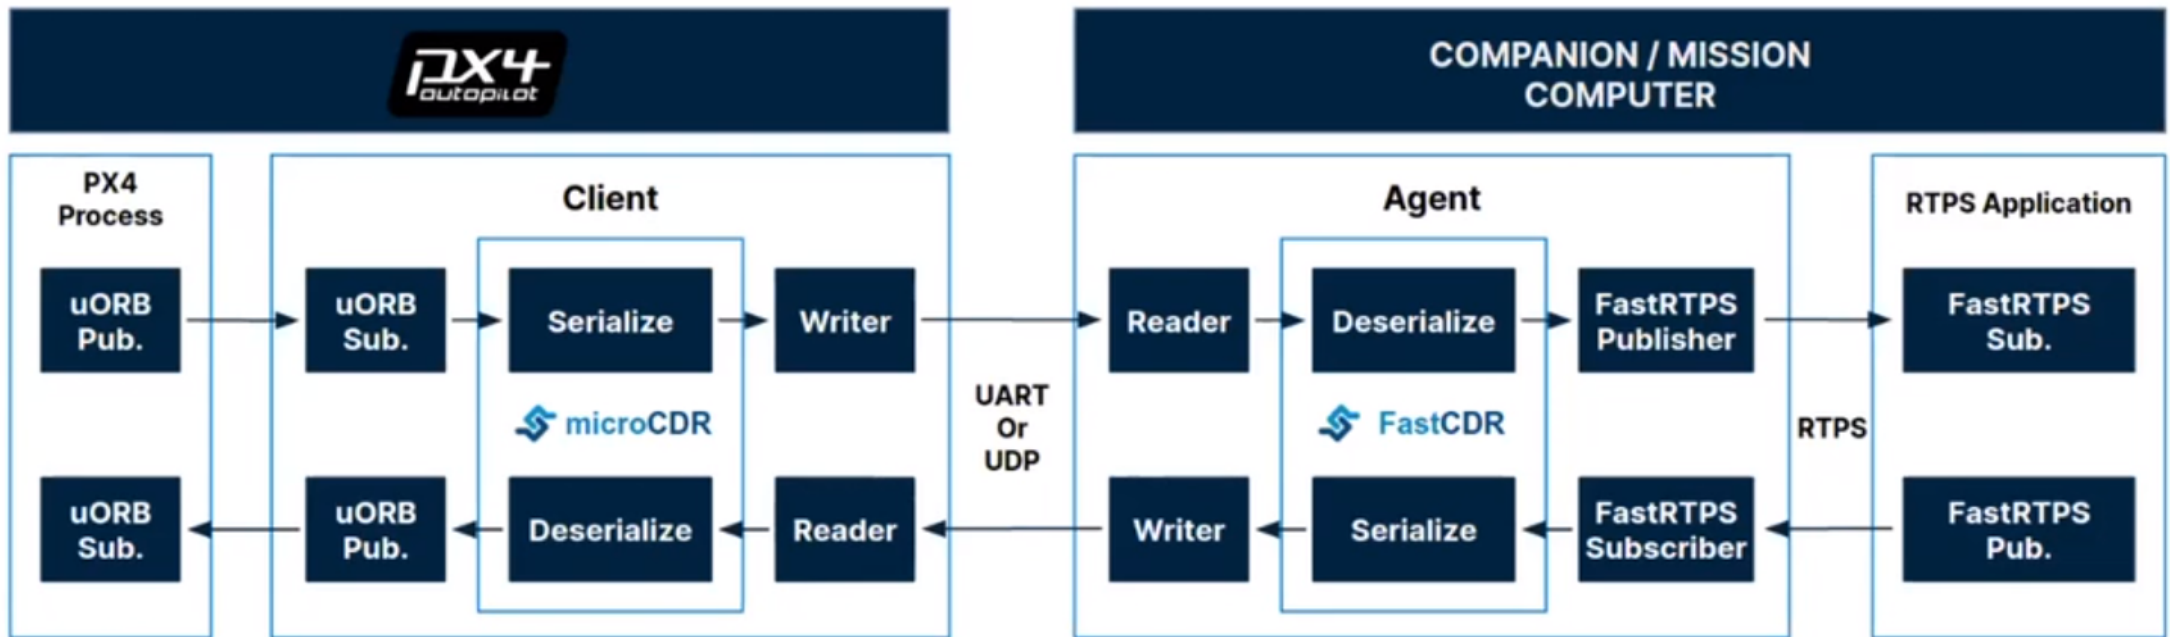 PX4
autopilot
COMPANION / MISSION
COMPUTER
PX4
Process
Client
Agent
RTPS Application
uORB
Pub.
uORB
Sub.
Serialize
Writer
Reader
Deserialize
FastRTPS
Publisher
FastRTPS
Sub.
microCDR
UART
Or
UDP
FastCDR
RTPS
uORB
Sub.
uORB
Pub.
Deserialize
Reader
Writer
Serialize
FastRTPS
Subscriber
FastRTPS
Pub.